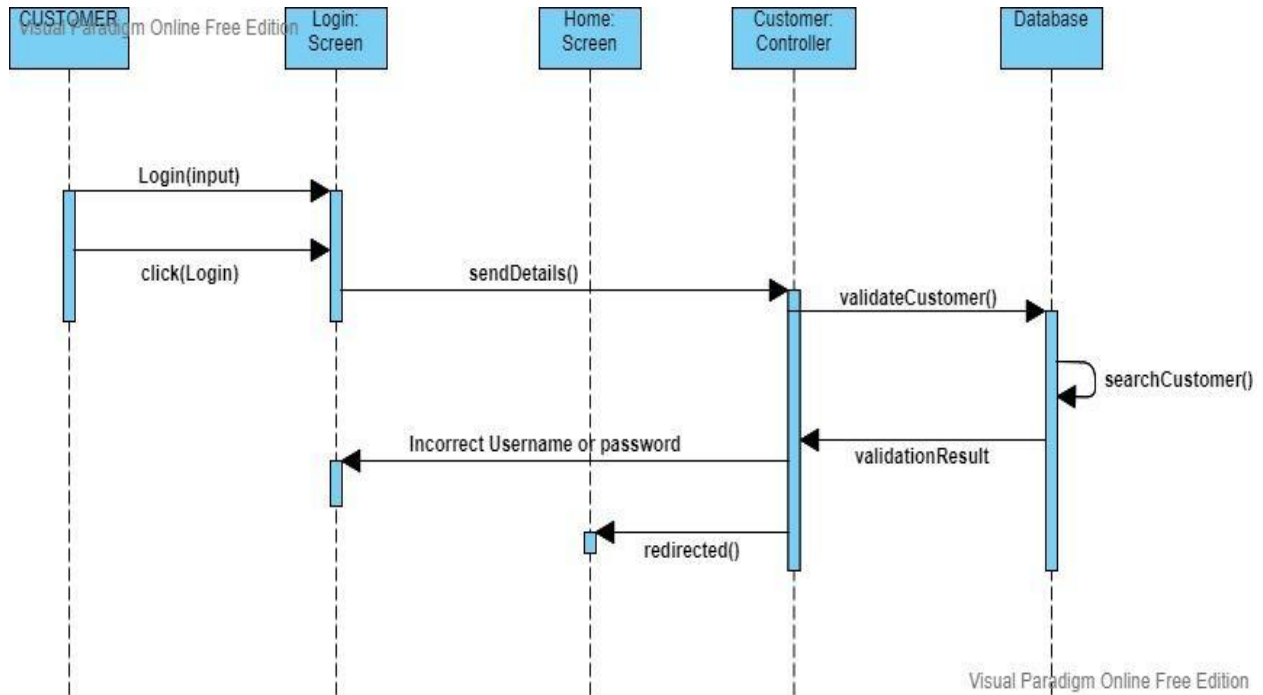 CUSTOMER
Visual Paradigm Online Free Edition
Login:
Screen
Home:
Screen
Customer:
Controller
Database
Login(input)
click(Login)
sendDetails()
validateCustomer()
searchCustomer()
Incorrect Username or password
validationResult
redirected()
Visual Paradigm Online Free Edition